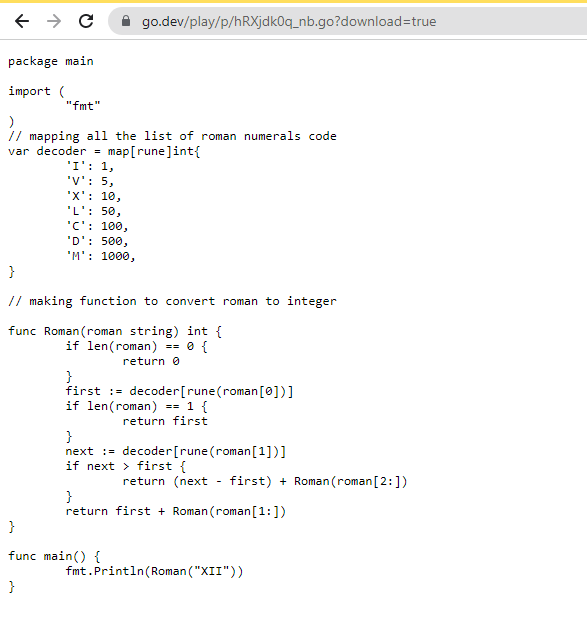 go.dev/play/p/hRXjdk0q_nb.go?download=true
package main
import (
"fmt"
)
// mapping all the list of roman numerals code
var decoder = map[rune]int{
'I': 1,
'V': 5,
'X': 10,
'L': 50,
'C': 100,
'D': 500,
'M': 1000,
}
// making function to convert roman to integer
func Roman(roman string) int {
if len(roman) == 0 {
return 0
}
first := decoder[rune(roman[0])]
if len(roman) == 1 {
return first
}
next := decoder[rune(roman[1])]
if next > first {
return (next - first) + Roman(roman[2:])
}
return first + Roman(roman[1:])
}
func main() {
fmt.Println(Roman("XII"))
}